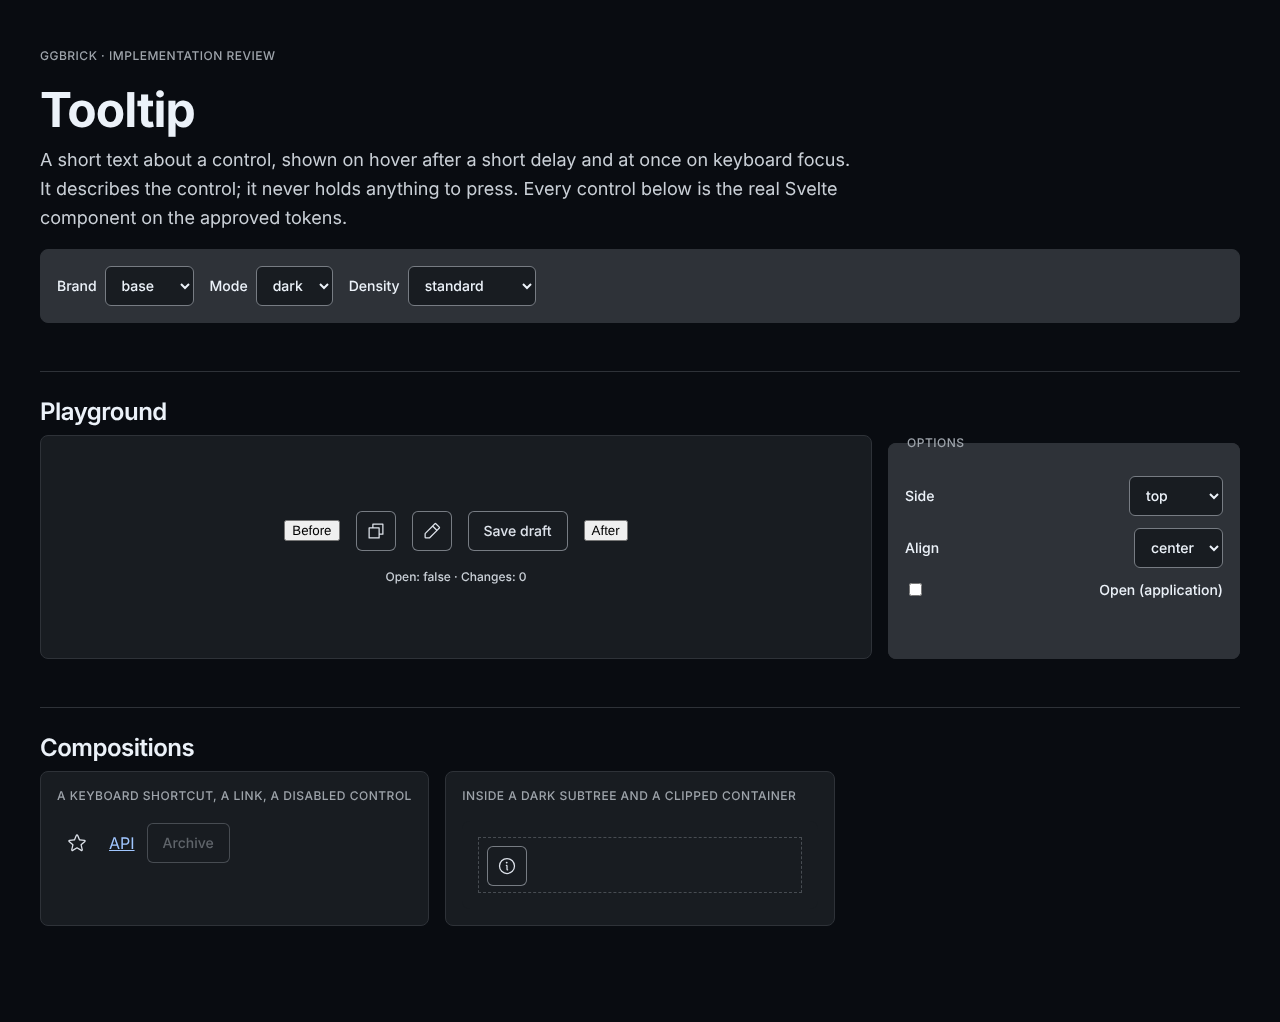 GGBRICK · IMPLEMENTATION REVIEW
Tooltip
A short text about a control, shown on hover after a short delay and at once on keyboard focus.
It describes the control; it never holds anything to press. Every control below is the real Svelte
component on the approved tokens.
Brand base Mode dark Density standard
Playground
Before Save draft After
Open: false · Changes: 0
OPTIONS
Side top
Align center
Open (application)
Compositions
A KEYBOARD SHORTCUT, A LINK, A DISABLED CONTROL
API Archive
INSIDE A DARK SUBTREE AND A CLIPPED CONTAINER